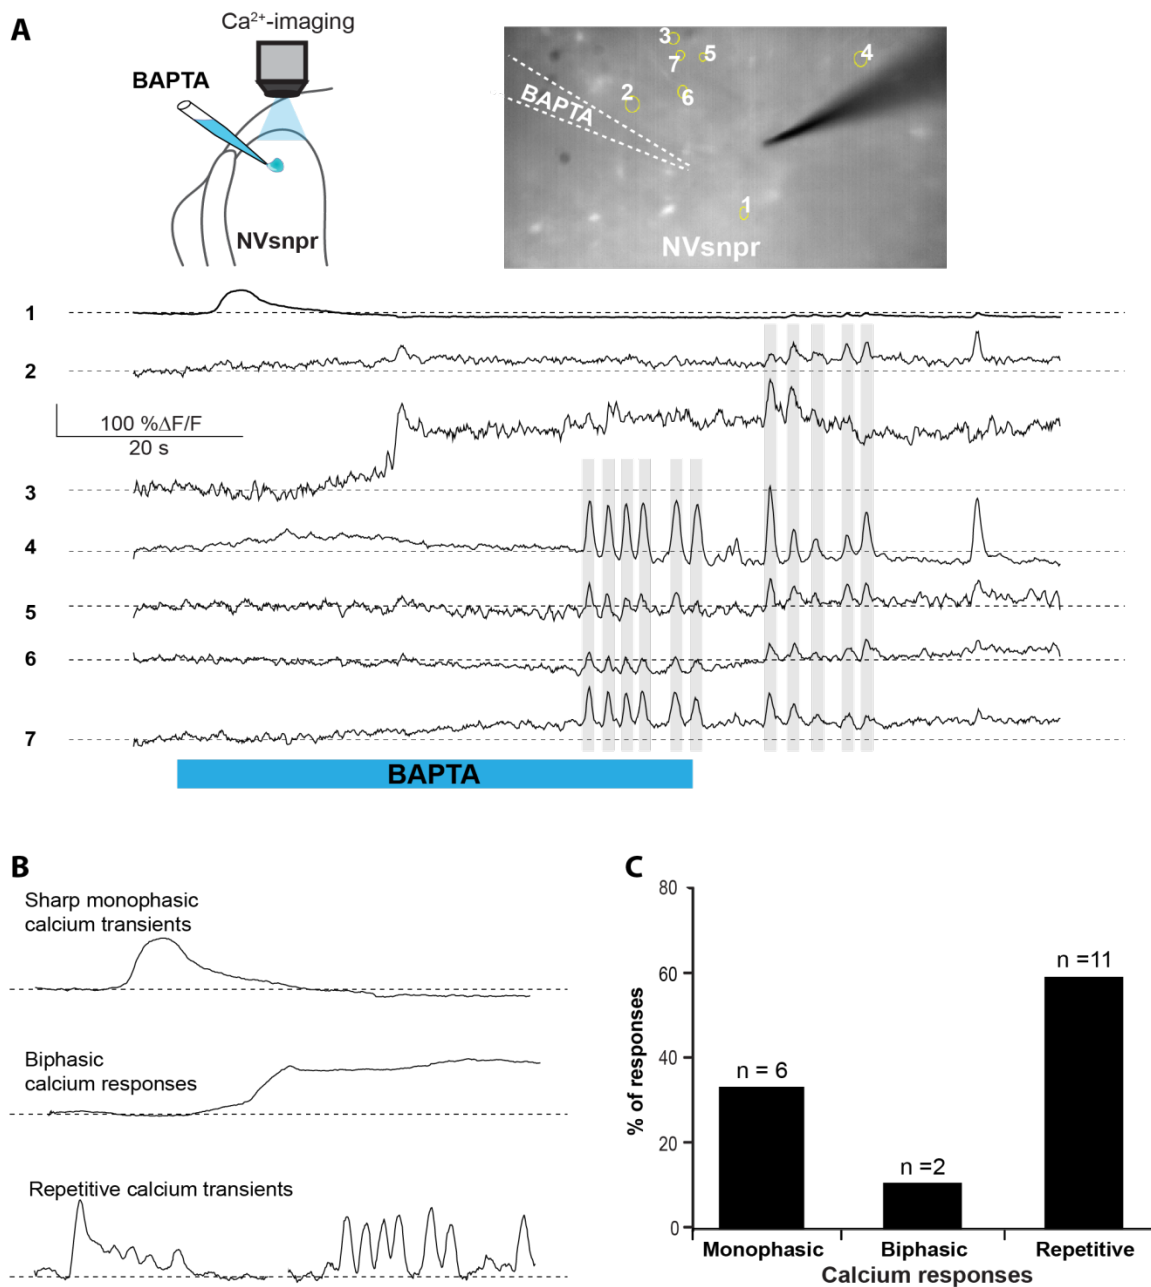 A
Ca²⁺-imaging
BAPTA
NVsnpr
3
5
4
7
2
6
BAPTA
1
NVsnpr
1
2
100 %ΔF/F
20 s
3
4
5
6
7
BAPTA
B
Sharp monophasic
calcium transients
Biphasic
calcium responses
Repetitive calcium transients
C
% of responses
80
60
40
20
0
n = 6
n =2
n =11
Monophasic
Biphasic
Repetitive
Calcium responses